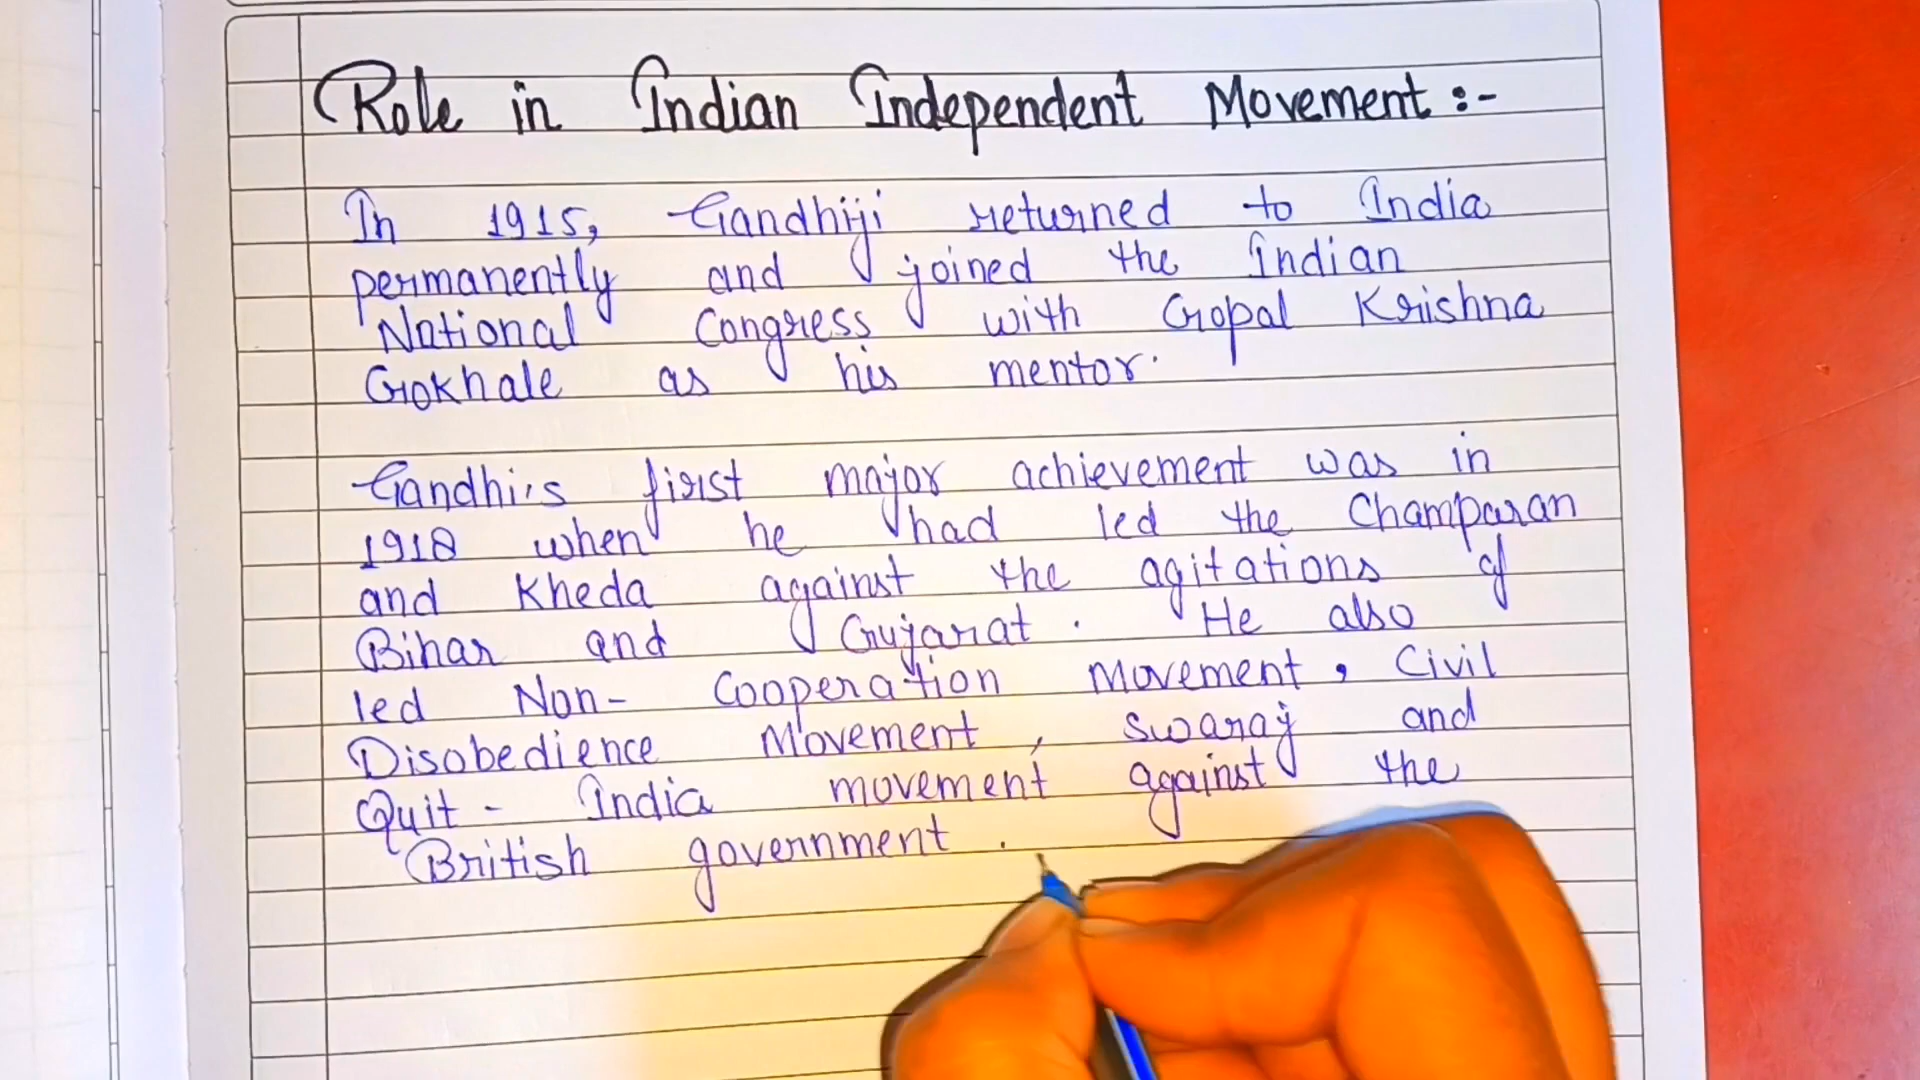 Role in Indian Independent Movement :-
In 1915, Gandhiji returned to India
permanently and joined the Indian
National Congress with Gopal Krishna
Gokhale as his mentor.
Gandhi's first major achievement was in
1918 when he had led the Champaran
and Kheda against the agitations of
Bihar and Gujarat. He also
led Non- Cooperation Movement, Civil
Disobedience Movement, swaraj and
Quit - India movement against the
British government.